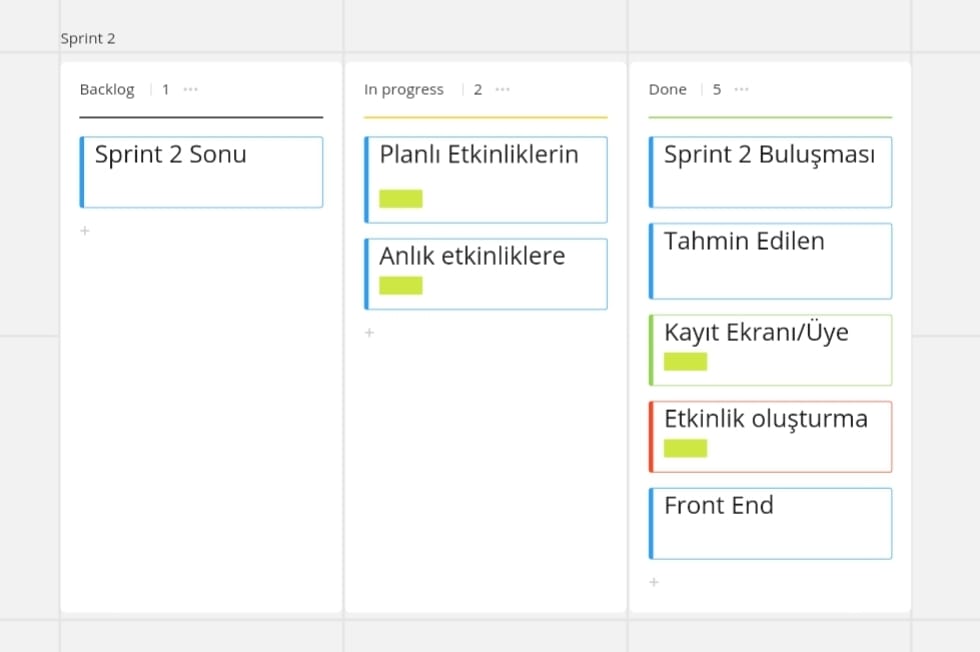 Sprint 2
Backlog 1 ...
Sprint 2 Sonu
+
In progress 2 ...
Planlı Etkinliklerin
Anlık etkinliklere
+
Done 5 ...
Sprint 2 Buluşması
Tahmin Edilen
Kayıt Ekranı/Üye
Etkinlik oluşturma
Front End
+